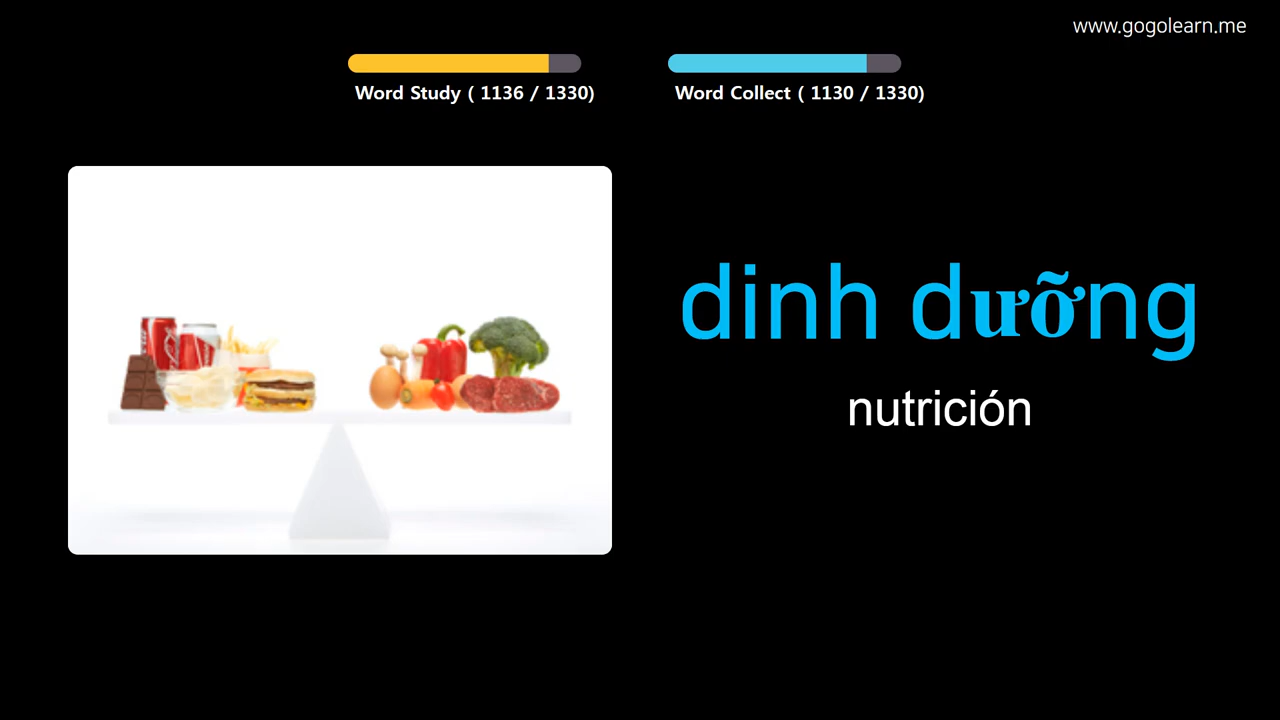 www.gogolearn.me
Word Study ( 1136 / 1330)
Word Collect ( 1130 / 1330)
dinh dưỡng
nutrición